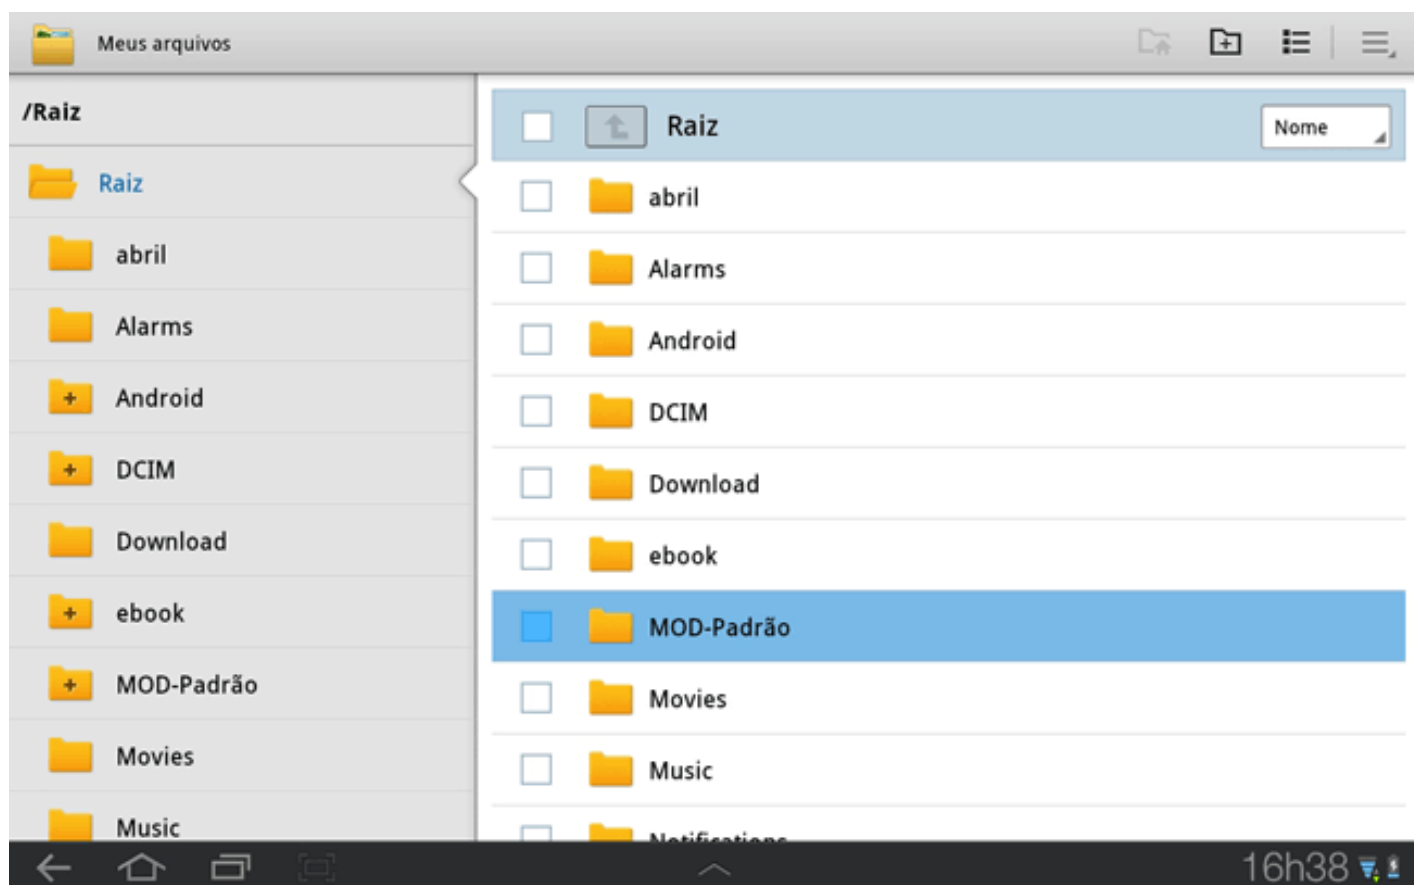 Meus arquivos
/Raiz
Raiz
abril
Alarms
Android
DCIM
Download
ebook
MOD-Padrão
Movies
Music
Raiz
Nome
abril
Alarms
Android
DCIM
Download
ebook
MOD-Padrão
Movies
Music
Notifications
16h38